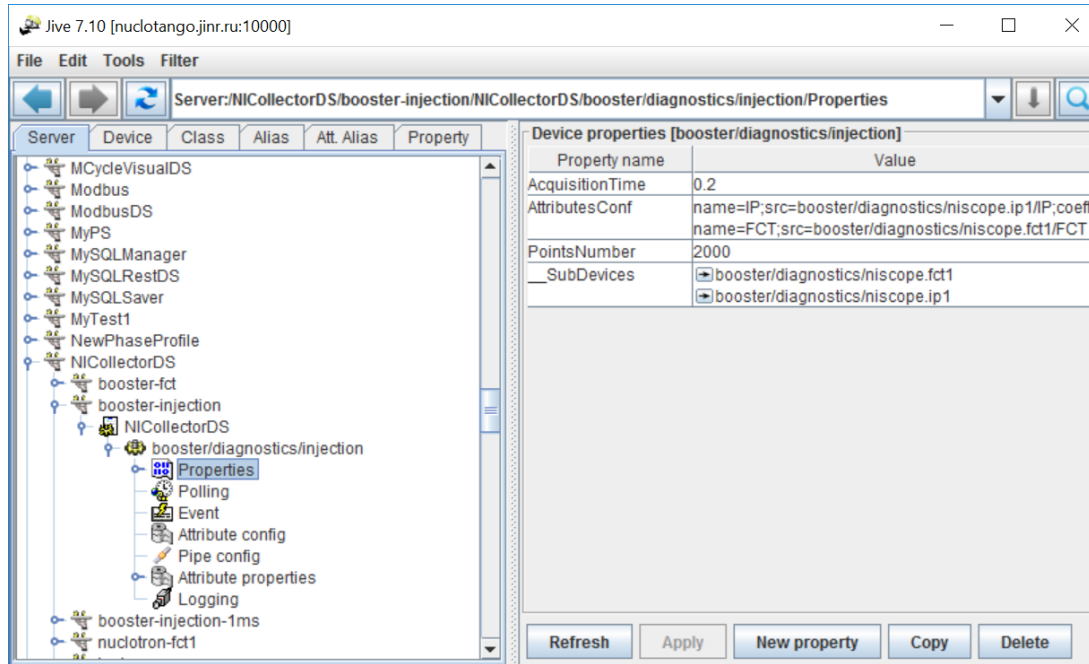 Jive 7.10 [nuclotango.jinr.ru:10000]
File Edit Tools Filter
Server:/NICollectorDS/booster-injection/NICollectorDS/booster/diagnostics/injection/Properties
Server Device Class Alias Att. Alias Property
MCycleVisualDS
Modbus
ModbusDS
MyPS
MySQLManager
MySQLRestDS
MySQLSaver
MyTest1
NewPhaseProfile
NICollectorDS
booster-fct
booster-injection
NICollectorDS
booster/diagnostics/injection
Properties
Polling
Event
Attribute config
Pipe config
Attribute properties
Logging
booster-injection-1ms
nuclotron-fct1
Device properties [booster/diagnostics/injection]
Property name Value
AcquisitionTime 0.2
AttributesConf name=IP;src=booster/diagnostics/niscope.ip1/IP;coeff
name=FCT;src=booster/diagnostics/niscope.fct1/FCT
PointsNumber 2000
__SubDevices booster/diagnostics/niscope.fct1
booster/diagnostics/niscope.ip1
Refresh Apply New property Copy Delete